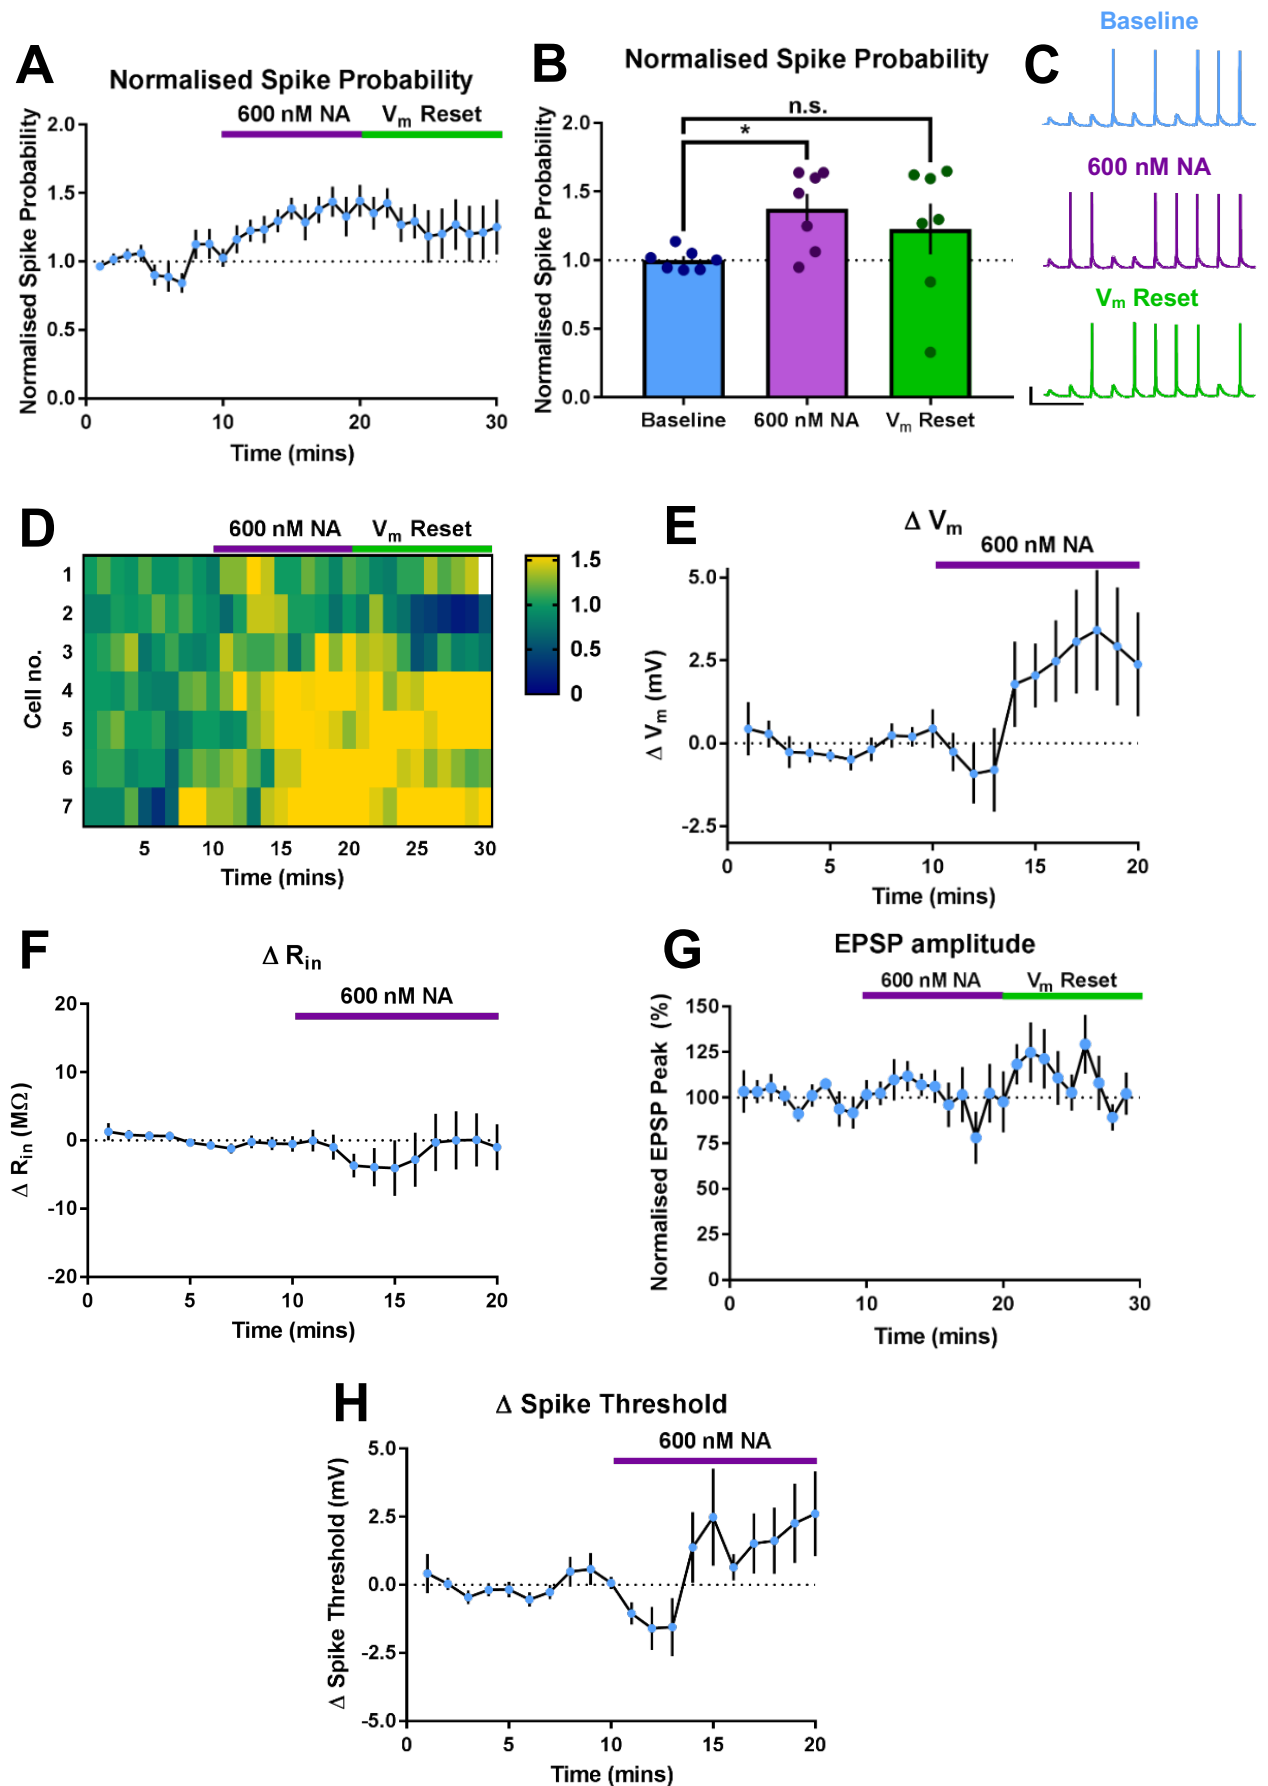 A
Normalised Spike Probability
600 nM NA
Vm Reset
Normalised Spike Probability
2.0
1.5
1.0
0.5
0.0
0
10
20
30
Time (mins)
B
Normalised Spike Probability
n.s.
*
Normalised Spike Probability
2.0
1.5
1.0
0.5
0.0
Baseline
600 nM NA
Vm Reset
C
Baseline
600 nM NA
Vm Reset
D
600 nM NA
Vm Reset
Cell no.
1
2
3
4
5
6
7
5
10
15
20
25
30
Time (mins)
1.5
1.0
0.5
0
E
Δ Vm
600 nM NA
Δ Vm (mV)
5.0
2.5
0.0
-2.5
0
5
10
15
20
Time (mins)
F
Δ Rin
600 nM NA
Δ Rin (MΩ)
20
10
0
-10
-20
0
5
10
15
20
Time (mins)
G
EPSP amplitude
600 nM NA
Vm Reset
Normalised EPSP Peak (%)
150
125
100
75
50
25
0
0
10
20
30
Time (mins)
H
Δ Spike Threshold
600 nM NA
Δ Spike Threshold (mV)
5.0
2.5
0.0
-2.5
-5.0
0
5
10
15
20
Time (mins)